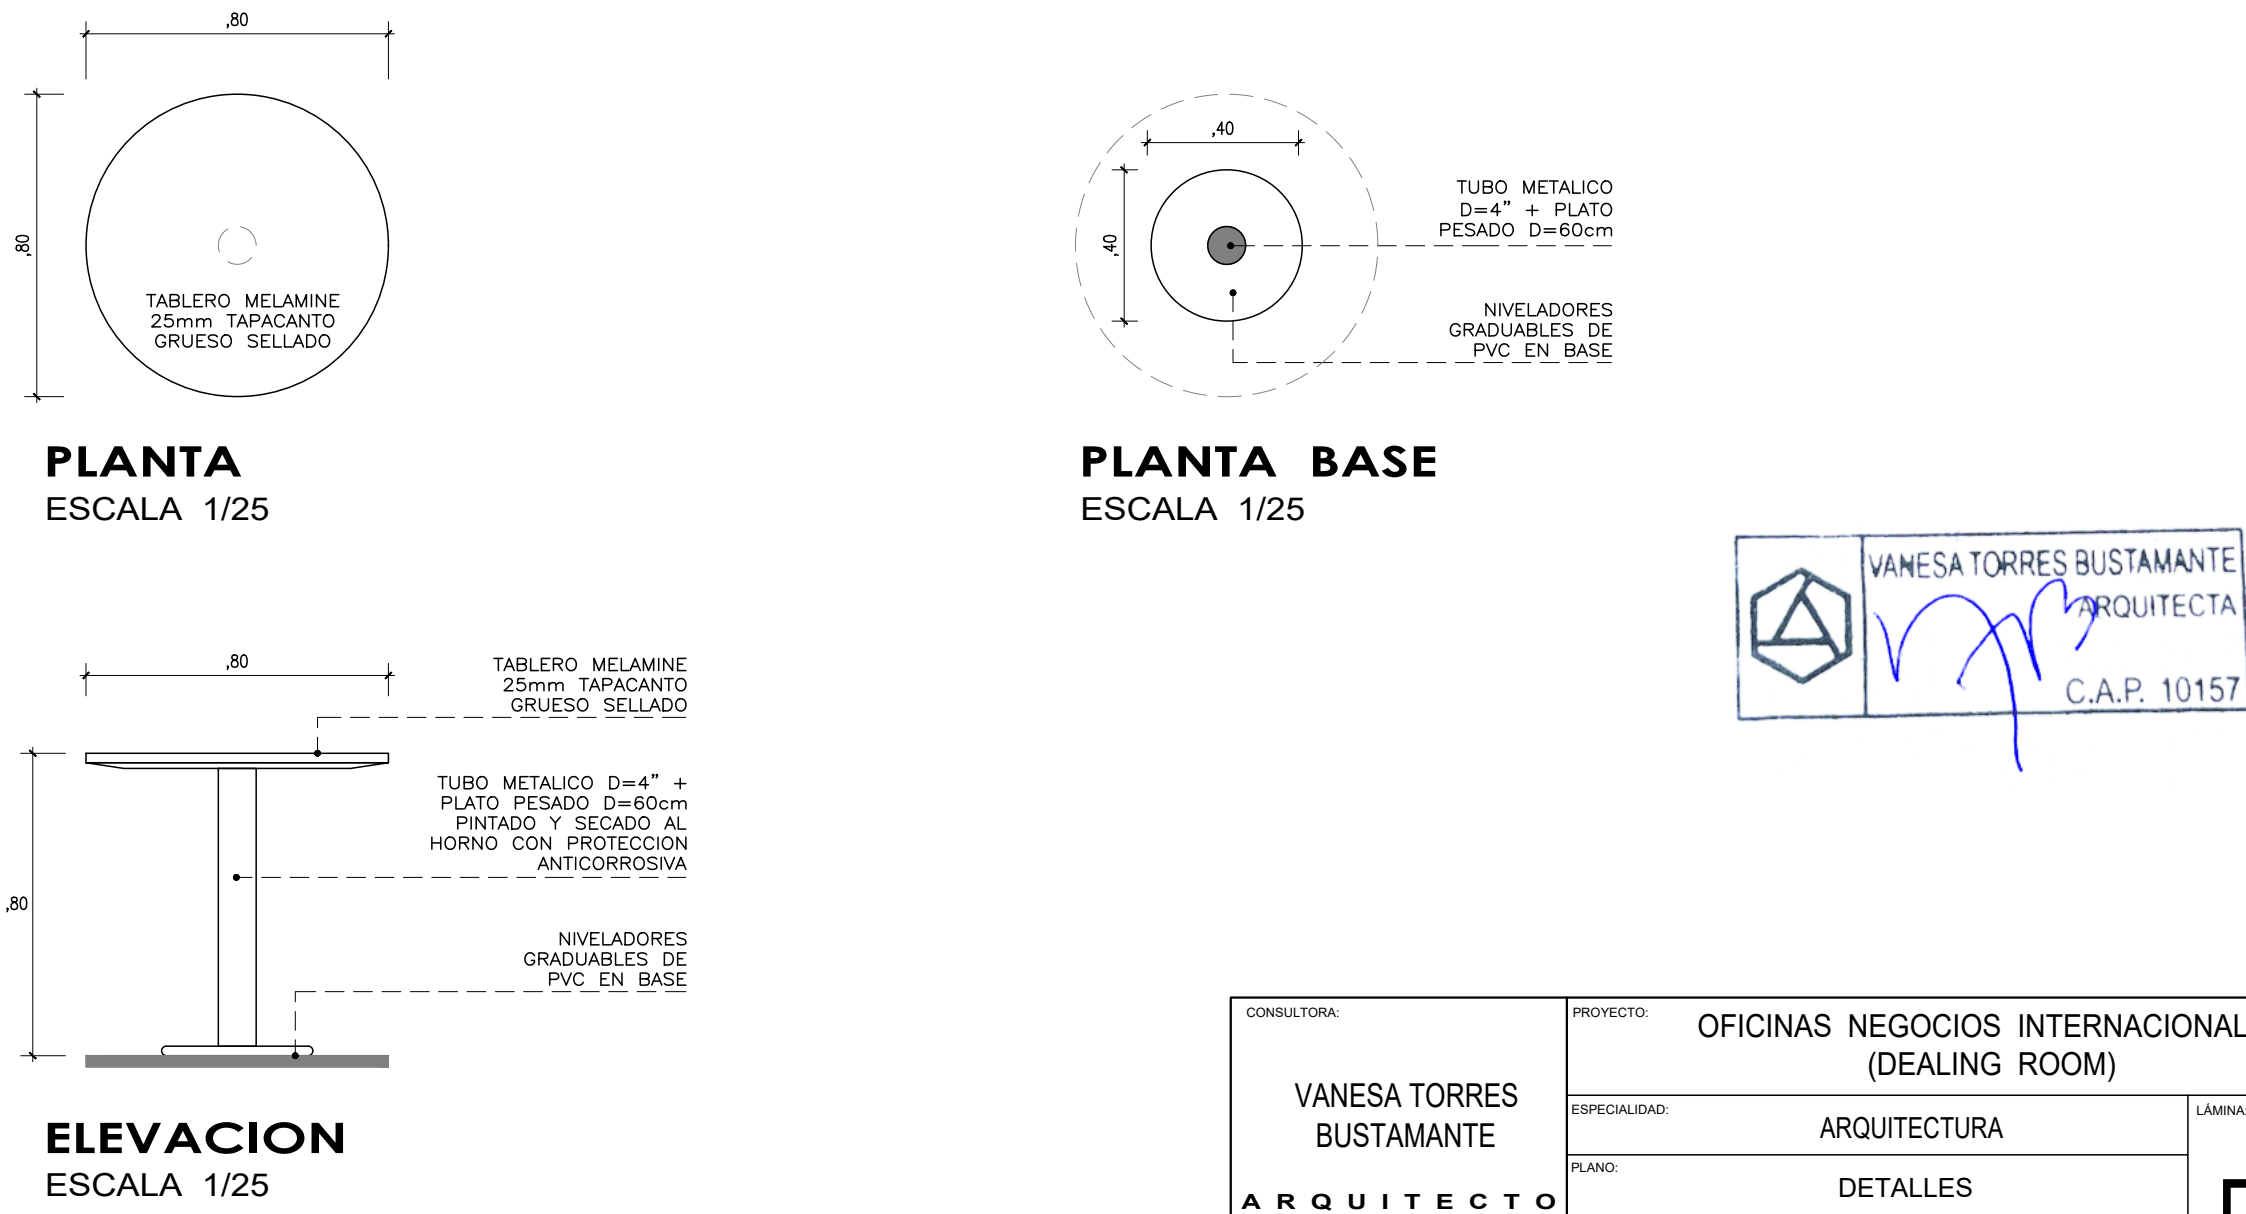 ,80
,80
TABLERO MELAMINE
25mm TAPACANTO
GRUESO SELLADO
PLANTA
ESCALA 1/25
,40
,40
TUBO METALICO
D=4" + PLATO
PESADO D=60cm
NIVELADORES
GRADUABLES DE
PVC EN BASE
PLANTA BASE
ESCALA 1/25
VANESA TORRES BUSTAMANTE
ARQUITECTA
C.A.P. 10157
,80
TABLERO MELAMINE
25mm TAPACANTO
GRUESO SELLADO
TUBO METALICO D=4" +
PLATO PESADO D=60cm
PINTADO Y SECADO AL
HORNO CON PROTECCION
ANTICORROSIVA
,80
NIVELADORES
GRADUABLES DE
PVC EN BASE
ELEVACION
ESCALA 1/25
CONSULTORA:
VANESA TORRES
BUSTAMANTE
ARQUITECTO
PROYECTO:
OFICINAS NEGOCIOS INTERNACIONAL
(DEALING ROOM)
ESPECIALIDAD:
ARQUITECTURA
PLANO:
DETALLES
LÁMINA: